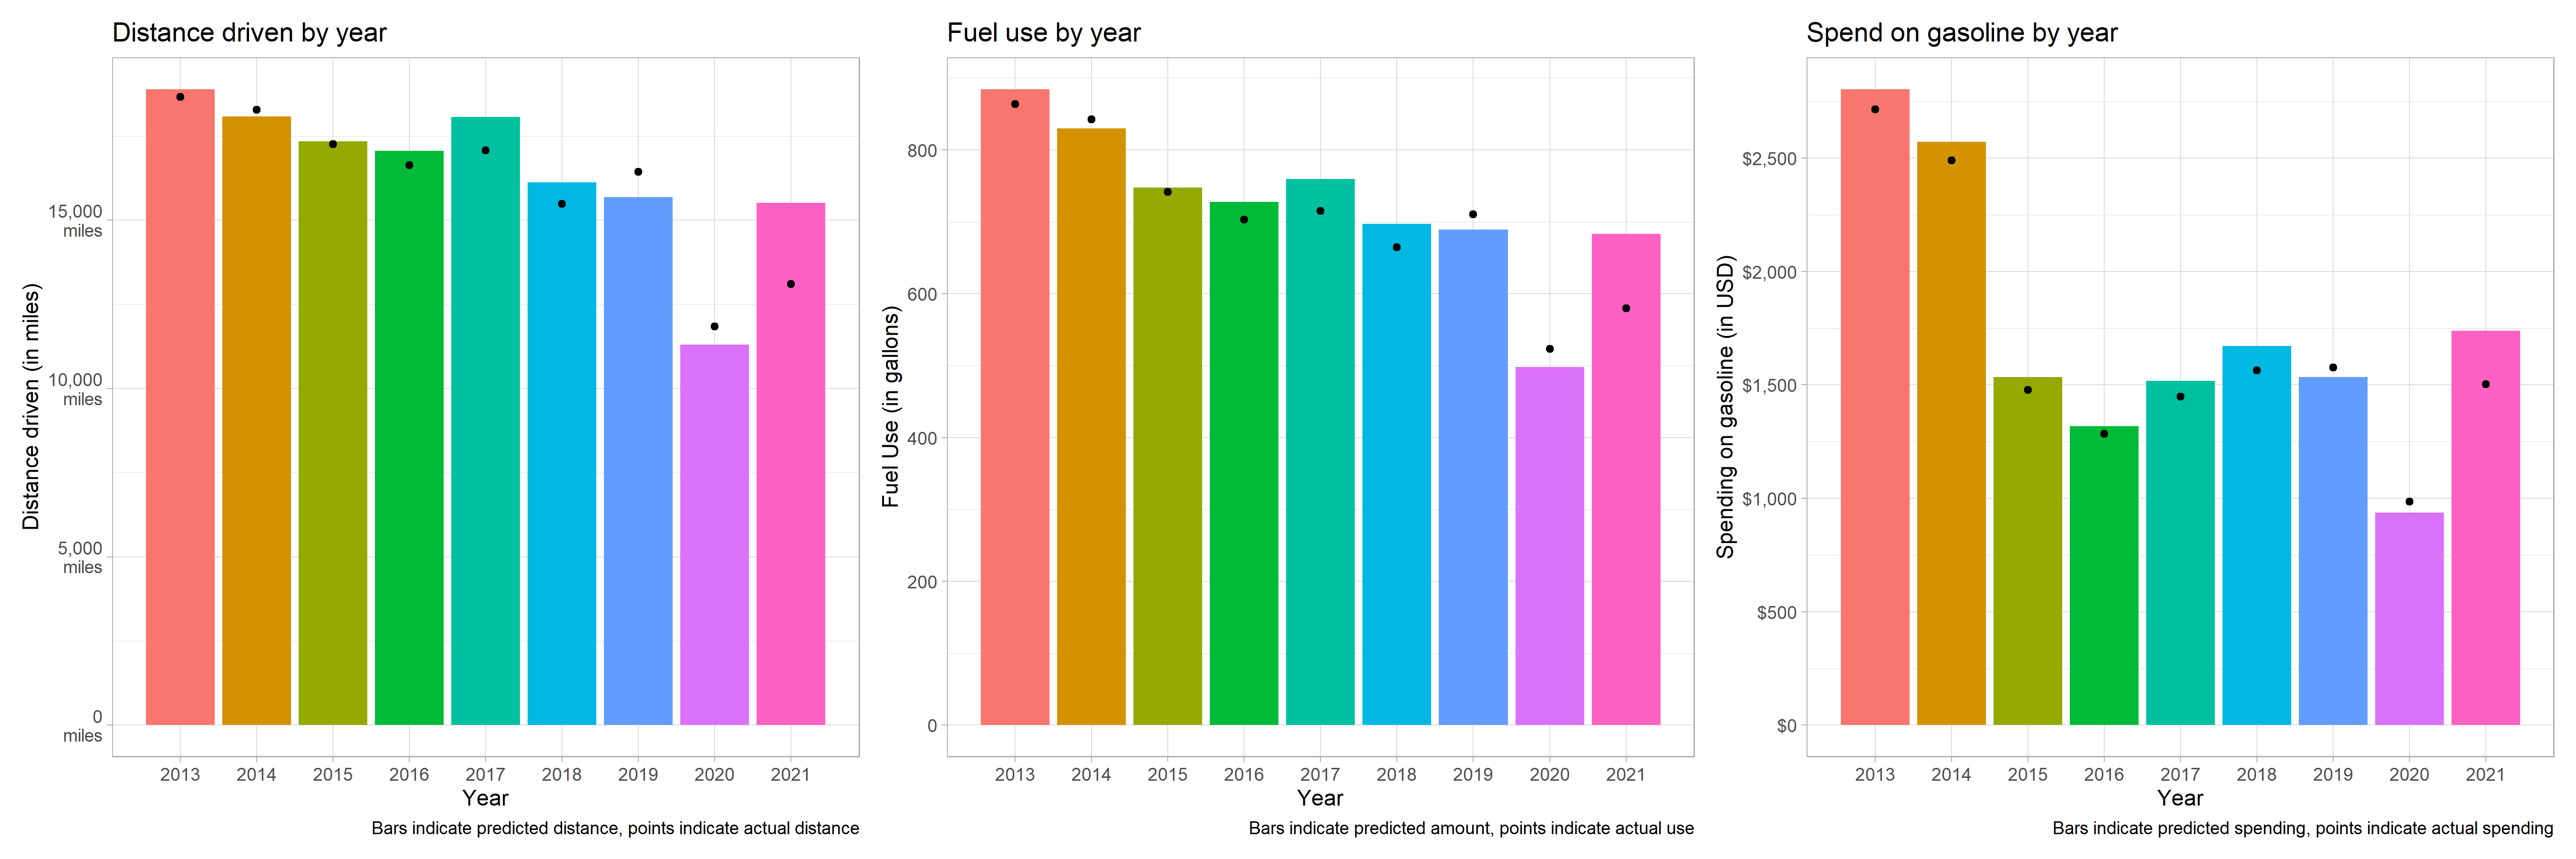 Distance driven by year
Distance driven (in miles)
15,000
miles
10,000
miles
5,000
miles
0
miles
2013 2014 2015 2016 2017 2018 2019 2020 2021
Year
Bars indicate predicted distance, points indicate actual distance
Fuel use by year
Fuel Use (in gallons)
800
600
400
200
0
2013 2014 2015 2016 2017 2018 2019 2020 2021
Year
Bars indicate predicted amount, points indicate actual use
Spend on gasoline by year
Spending on gasoline (in USD)
$2,500
$2,000
$1,500
$1,000
$500
$0
2013 2014 2015 2016 2017 2018 2019 2020 2021
Year
Bars indicate predicted spending, points indicate actual spending